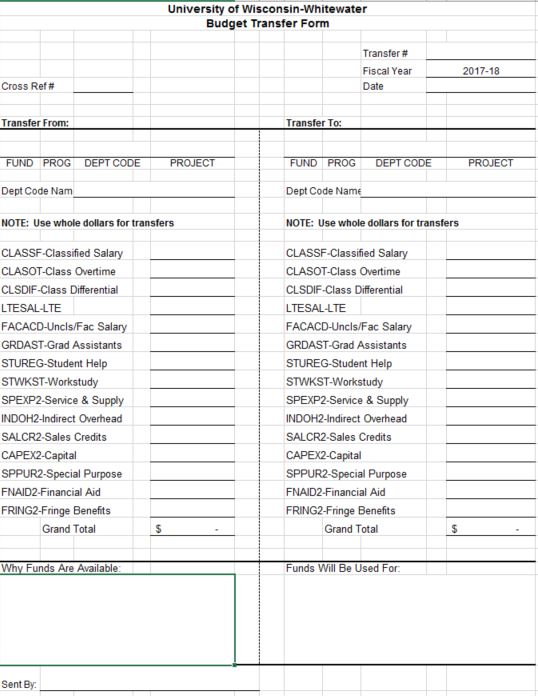 University of Wisconsin-Whitewater
Budget Transfer Form
Transfer #
Fiscal Year 2017-18
Cross Ref # Date
Transfer From: Transfer To:
FUND PROG DEPT CODE PROJECT FUND PROG DEPT CODE PROJECT
Dept Code Nam Dept Code Name
NOTE: Use whole dollars for transfers NOTE: Use whole dollars for transfers
CLASSF-Classified Salary CLASSF-Classified Salary
CLASOT-Class Overtime CLASOT-Class Overtime
CLSDIF-Class Differential CLSDIF-Class Differential
LTESAL-LTE LTESAL-LTE
FACACD-Uncls/Fac Salary FACACD-Uncls/Fac Salary
GRDAST-Grad Assistants GRDAST-Grad Assistants
STUREG-Student Help STUREG-Student Help
STWKST-Workstudy STWKST-Workstudy
SPEXP2-Service & Supply SPEXP2-Service & Supply
INDOH2-Indirect Overhead INDOH2-Indirect Overhead
SALCR2-Sales Credits SALCR2-Sales Credits
CAPEX2-Capital CAPEX2-Capital
SPPUR2-Special Purpose SPPUR2-Special Purpose
FNAID2-Financial Aid FNAID2-Financial Aid
FRING2-Fringe Benefits FRING2-Fringe Benefits
Grand Total $ - Grand Total $ -
Why Funds Are Available: Funds Will Be Used For:
Sent By: